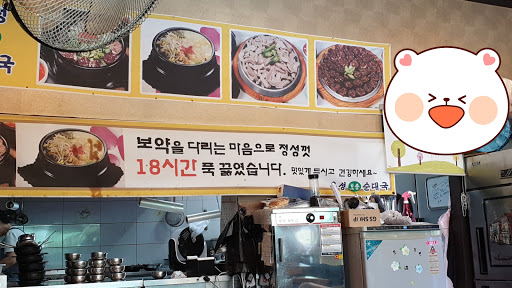 보약을 다리는 마음으로 정성껏
18시간 푹 끓였습니다. 맛있게 드시고 건강하세요~
순대국